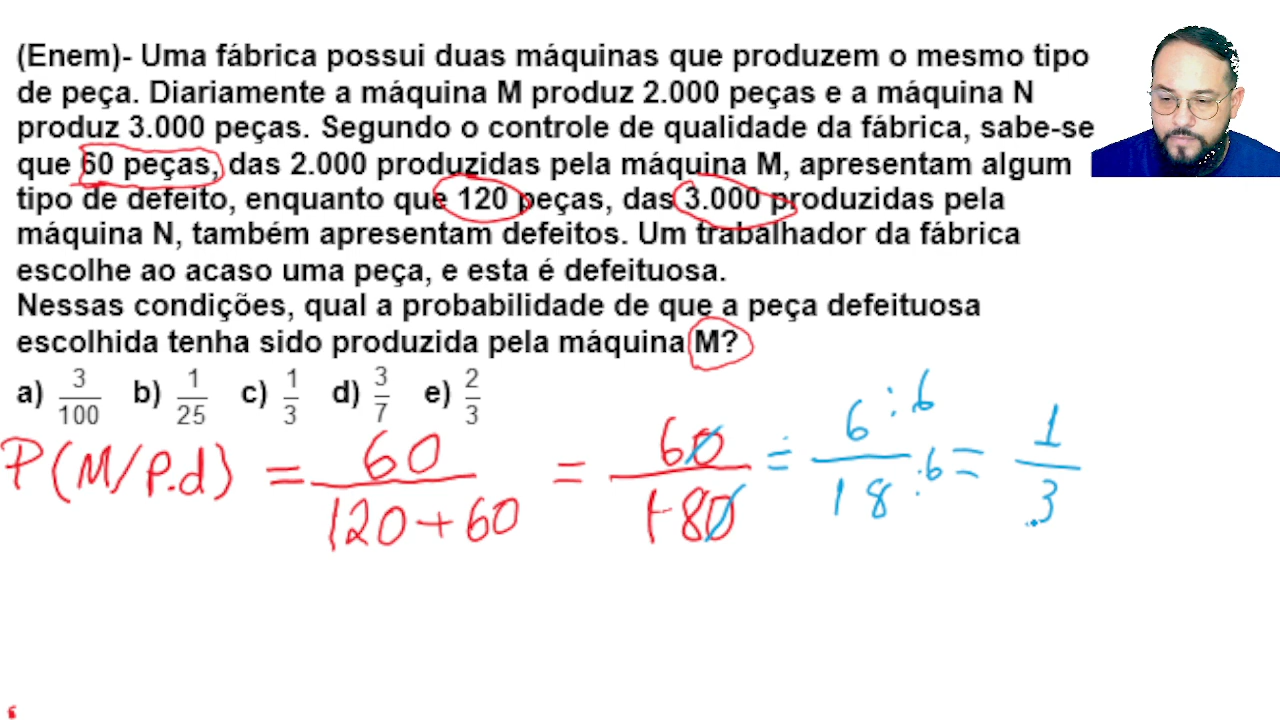 (Enem)- Uma fábrica possui duas máquinas que produzem o mesmo tipo
de peça. Diariamente a máquina M produz 2.000 peças e a máquina N
produz 3.000 peças. Segundo o controle de qualidade da fábrica, sabe-se
que 60 peças, das 2.000 produzidas pela máquina M, apresentam algum
tipo de defeito, enquanto que 120 peças, das 3.000 produzidas pela
máquina N, também apresentam defeitos. Um trabalhador da fábrica
escolhe ao acaso uma peça, e esta é defeituosa.
Nessas condições, qual a probabilidade de que a peça defeituosa
escolhida tenha sido produzida pela máquina M?
a) 3/100 b) 1/25 c) 1/3 d) 3/7 e) 2/3
P(M/P.d) = 60/120+60 = 60/180 = 6:6/18:6 = 1/3